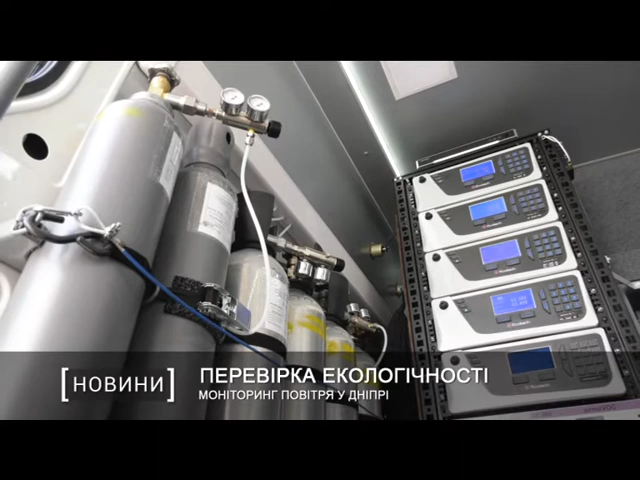 [НОВИНИ]
ПЕРЕВІРКА ЕКОЛОГІЧНОСТІ
МОНІТОРИНГ ПОВІТРЯ У ДНІПРІ